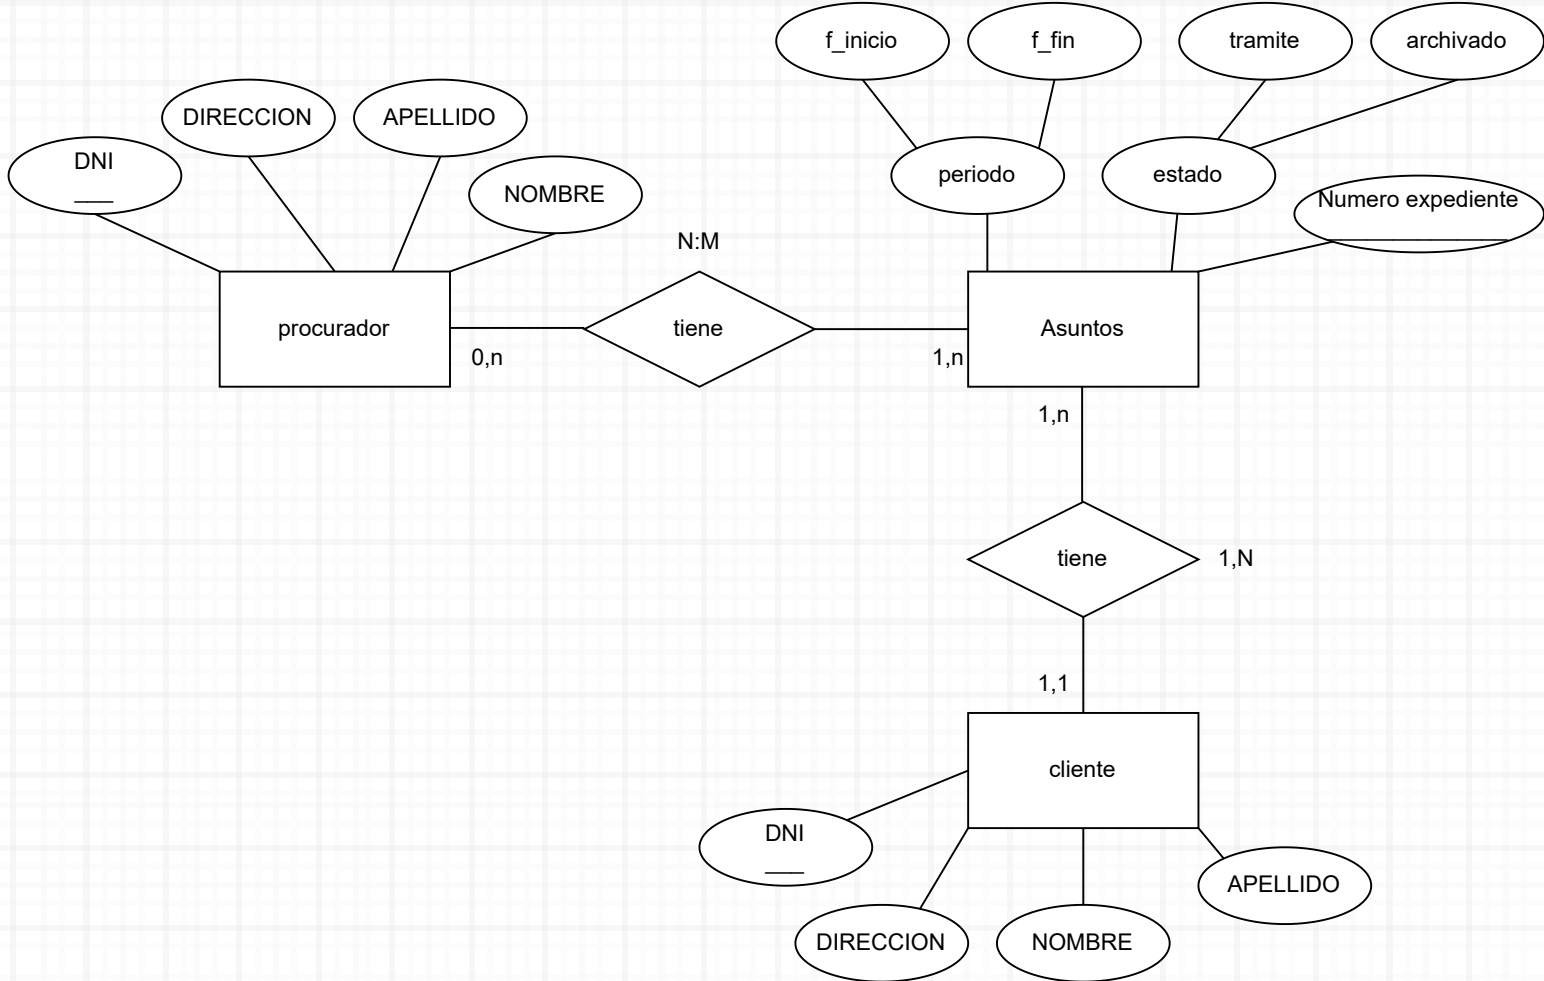 f_inicio
f_fin
tramite
archivado
DIRECCION
APELLIDO
DNI
periodo
estado
NOMBRE
Numero expediente
N:M
procurador
tiene
Asuntos
0,n
1,n
1,n
tiene
1,N
1,1
cliente
DNI
APELLIDO
DIRECCION
NOMBRE